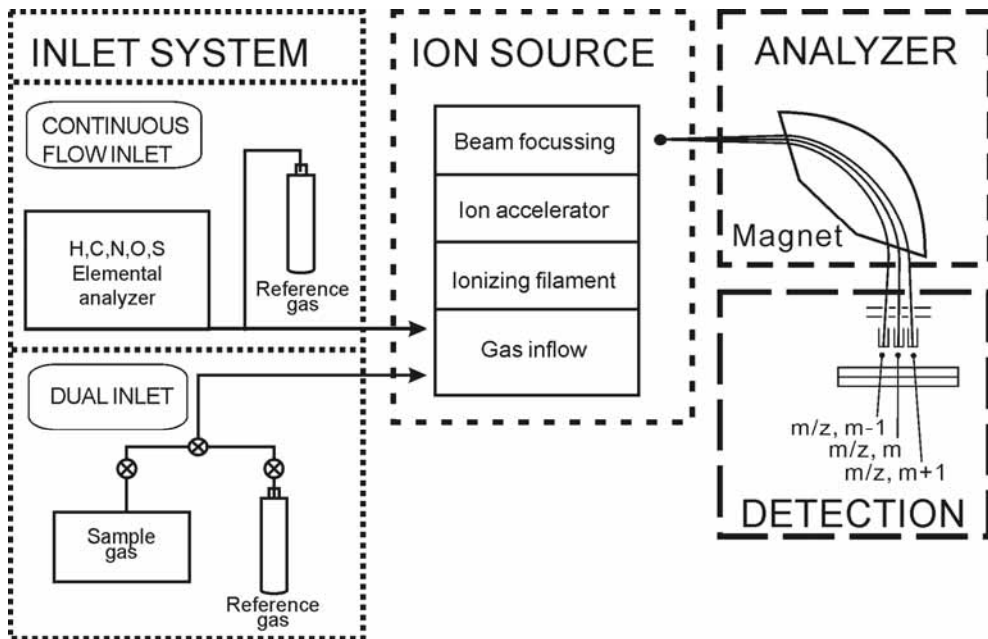 INLET SYSTEM
CONTINUOUS
FLOW INLET
H,C,N,O,S
Elemental
analyzer
Reference
gas
DUAL INLET
Sample
gas
Reference
gas
ION SOURCE
Beam focussing
Ion accelerator
Ionizing filament
Gas inflow
ANALYZER
Magnet
m/z, m-1
m/z, m
m/z, m+1
DETECTION